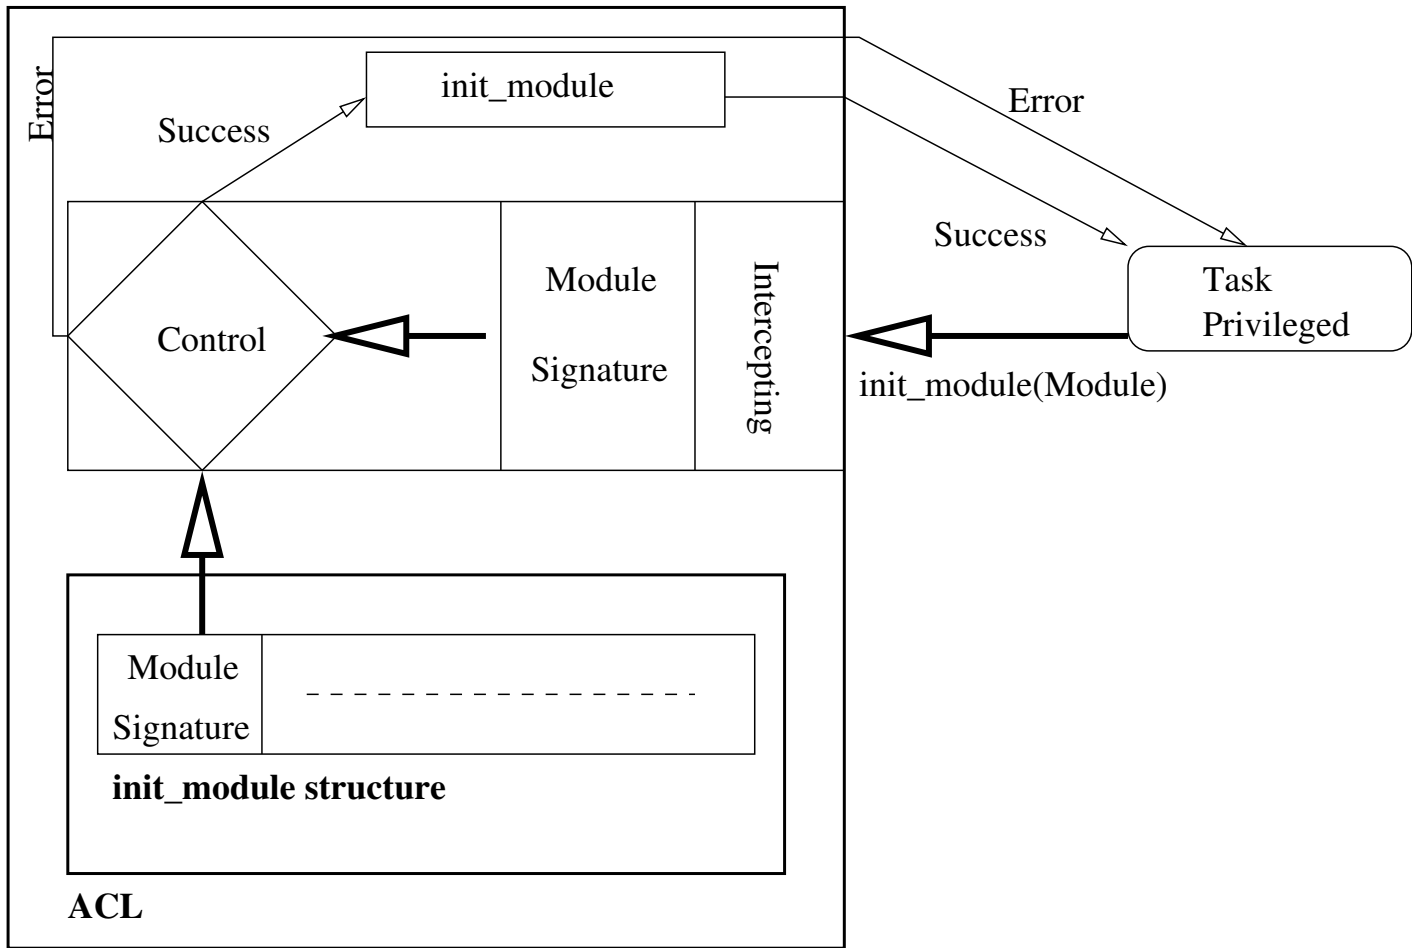 init_module
Error
Success
Error
Success
Control
Module
Signature
Intercepting
Task
Privileged
init_module(Module)
Module
Signature
init_module structure
ACL